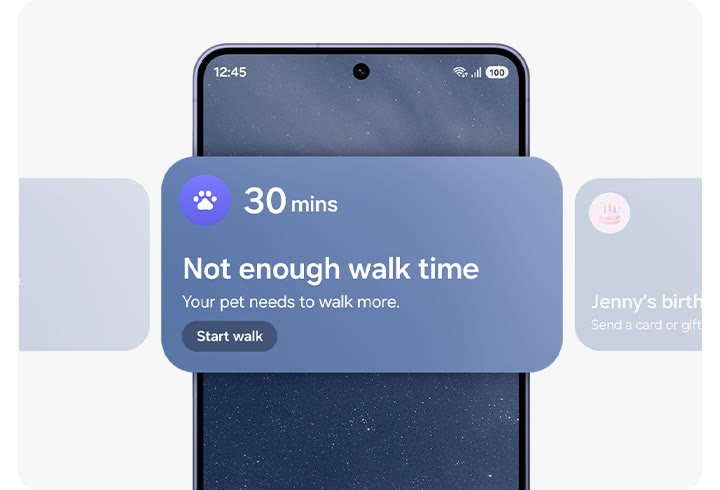 12:45
100
30 mins
Not enough walk time
Your pet needs to walk more.
Start walk
Jenny's birth
Send a card or gift